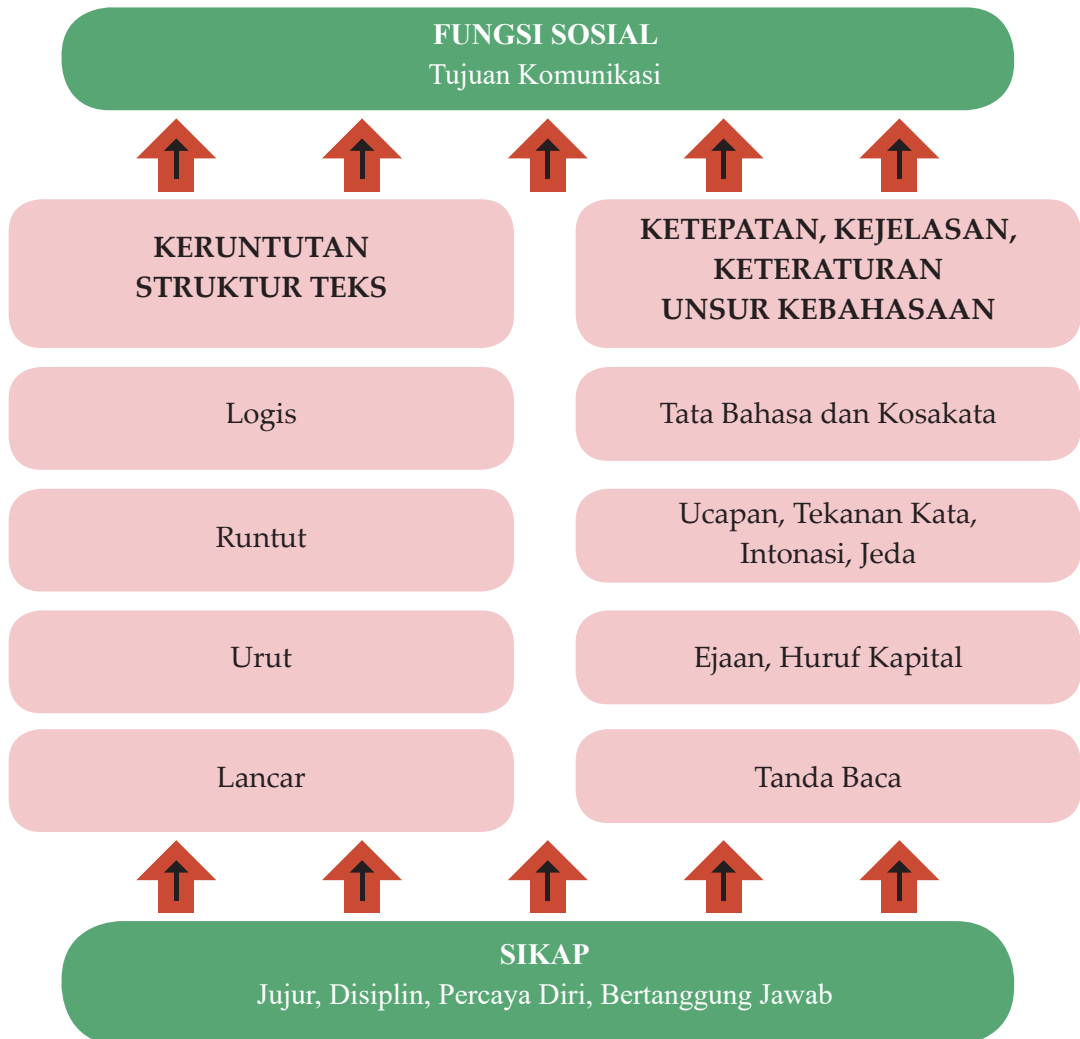 FUNGSI SOSIAL
Tujuan Komunikasi
KERUNTUTAN
STRUKTUR TEKS
Logis
Runtut
Urut
Lancar
KETEPATAN, KEJELASAN,
KETERATURAN
UNSUR KEBAHASAAN
Tata Bahasa dan Kosakata
Ucapan, Tekanan Kata,
Intonasi, Jeda
Ejaan, Huruf Kapital
Tanda Baca
SIKAP
Jujur, Disiplin, Percaya Diri, Bertanggung Jawab